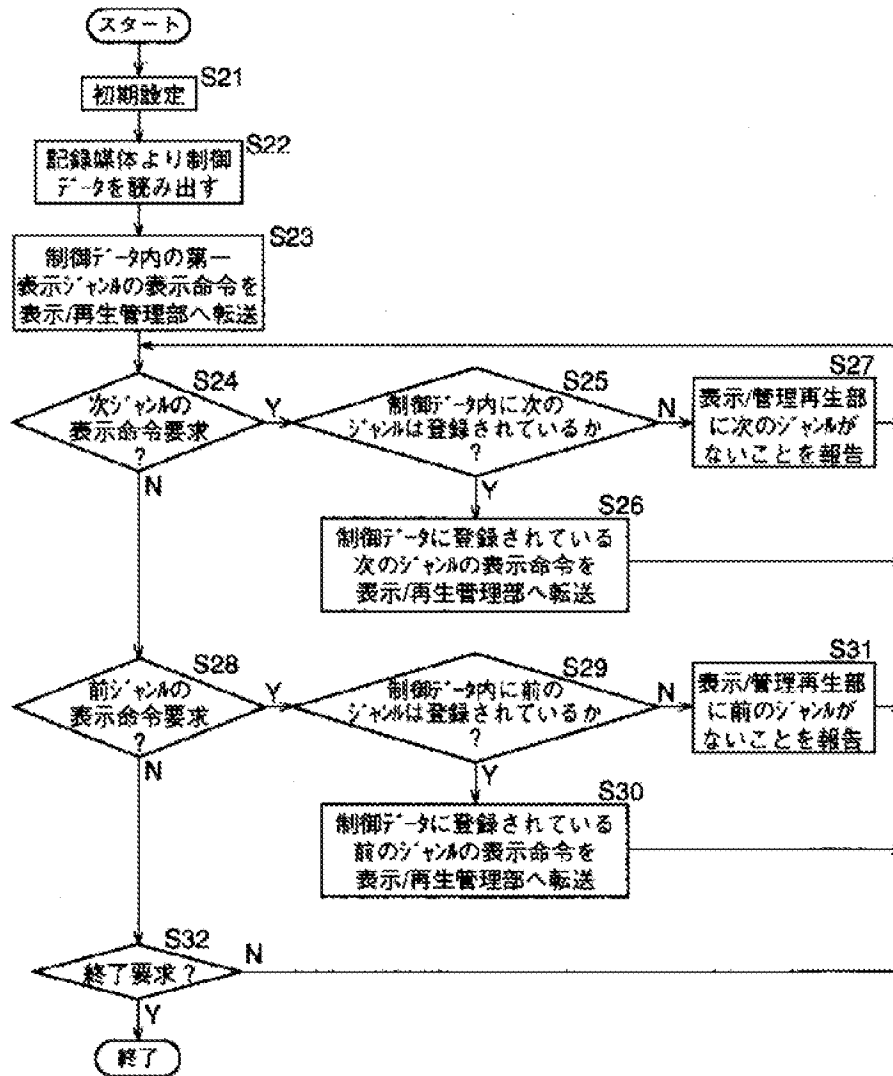 スタート
S21
初期設定
S22
記録媒体より制御
データを読み出す
S23
制御データ内の第一
表示ジャンルの表示命令を
表示/再生管理部へ転送
S24
次ジャンルの
表示命令要求
?
Y
N
S25
制御データ内に次の
ジャンルは登録されているか
?
N
Y
S27
表示/管理再生部
に次のジャンルが
ないことを報告
S26
制御データに登録されている
次のジャンルの表示命令を
表示/再生管理部へ転送
S28
前ジャンルの
表示命令要求
?
Y
N
S29
制御データ内に前の
ジャンルは登録されているか
?
N
Y
S31
表示/管理再生部
に前のジャンルが
ないことを報告
S30
制御データに登録されている
前のジャンルの表示命令を
表示/再生管理部へ転送
S32
終了要求?
N
Y
終了